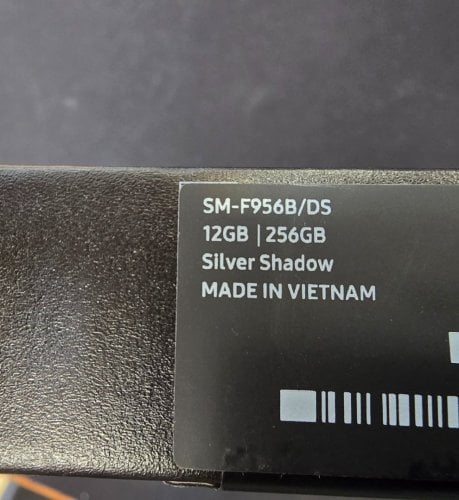 SM-F956B/DS
12GB | 256GB
Silver Shadow
MADE IN VIETNAM